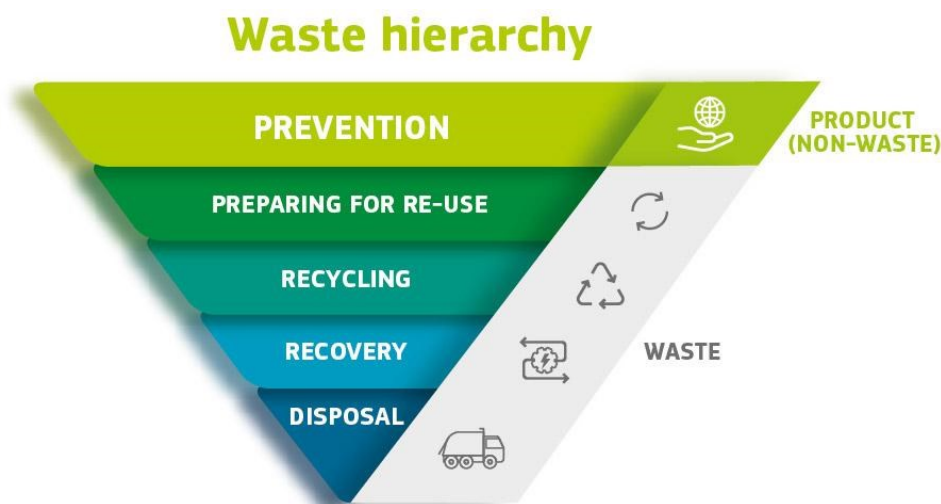 Waste hierarchy
PREVENTION
PRODUCT
(NON-WASTE)
PREPARING FOR RE-USE
RECYCLING
RECOVERY
WASTE
DISPOSAL